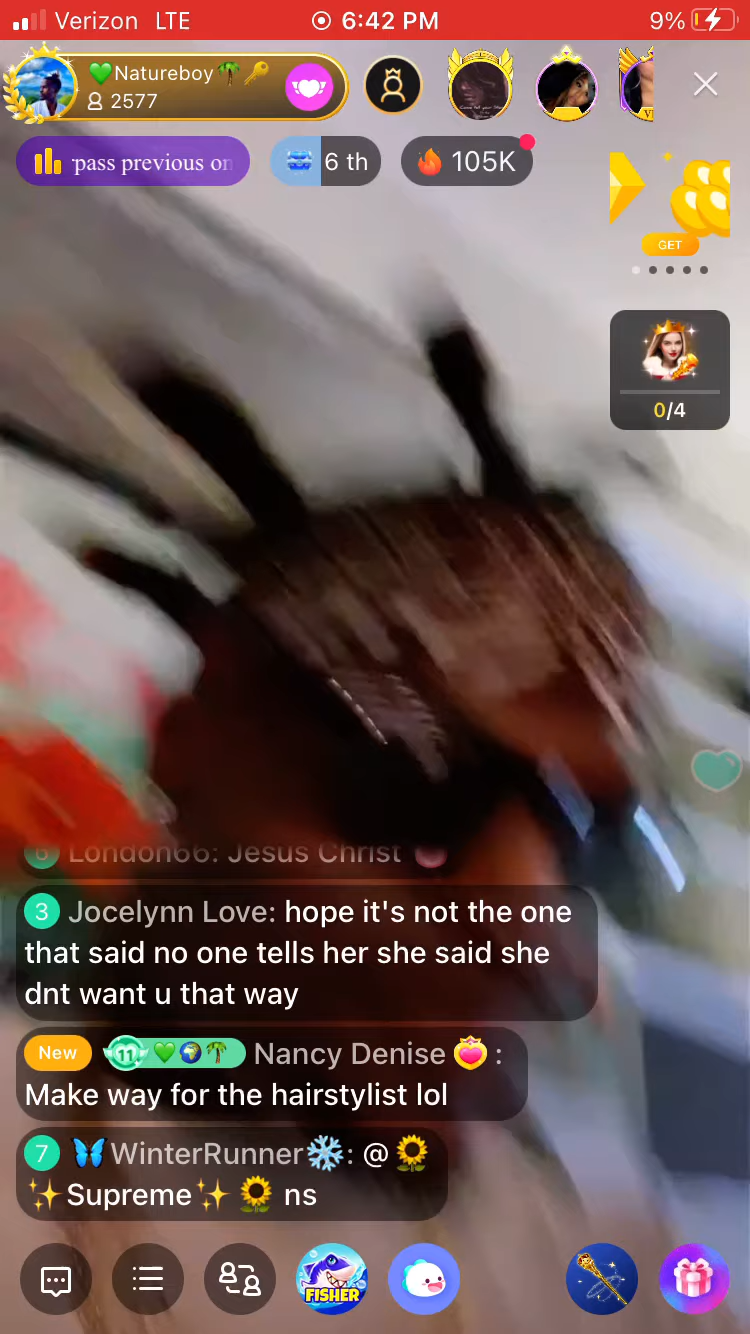 Verizon LTE 6:42 PM 9%
💚Natureboy🌴🔑
2577
pass previous on
6 th
105K
GET
0/4
6 London66: Jesus Christ
3 Jocelynn Love: hope it's not the one
that said no one tells her she said she
dnt want u that way
New 11 💚🌍🌴 Nancy Denise :
Make way for the hairstylist lol
7 🦋WinterRunner❄️: @🌻
✨Supreme✨🌻 ns
FISHER